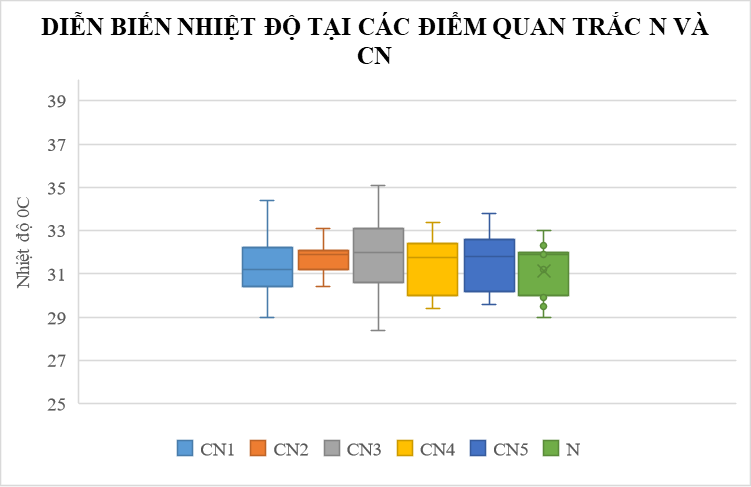 DIỄN BIẾN NHIỆT ĐỘ TẠI CÁC ĐIỂM QUAN TRẮC N VÀ
CN
Nhiệt độ 0C
39
37
35
33
31
29
27
25
CN1 CN2 CN3 CN4 CN5 N